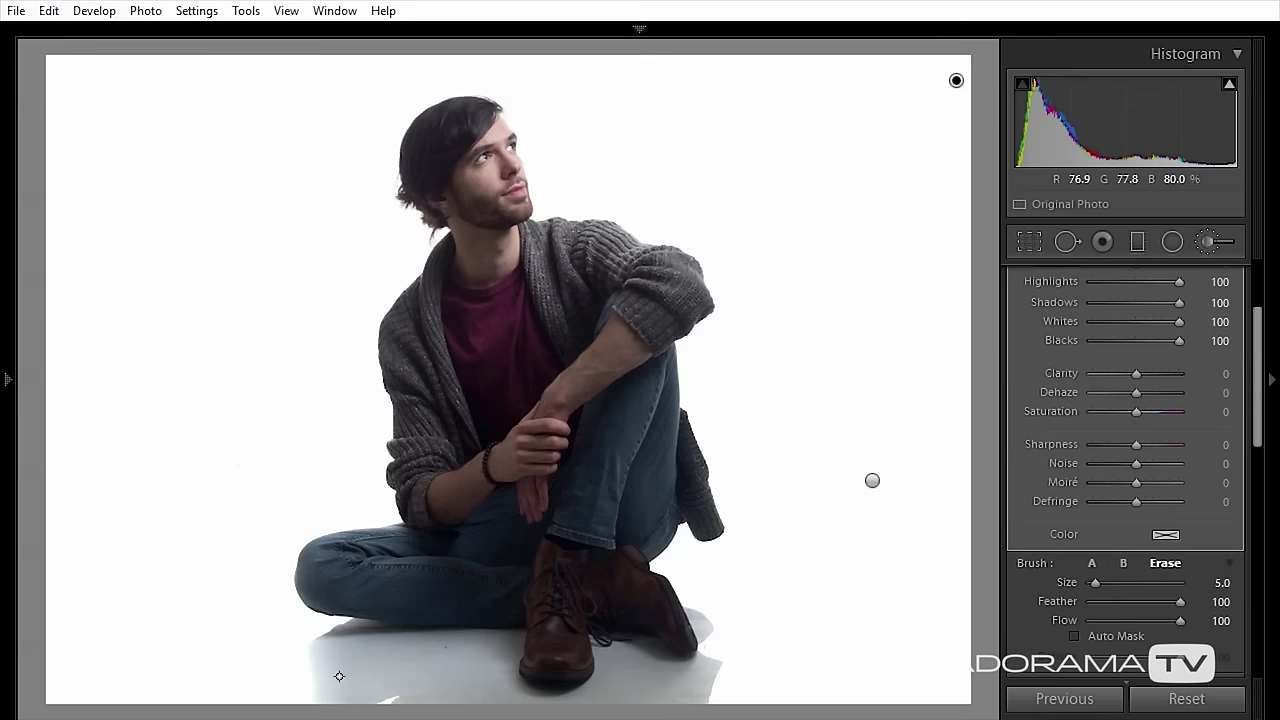 File Edit Develop Photo Settings Tools View Window Help
Histogram
R 76.9 G 77.8 B 80.0 %
Original Photo
Highlights 100
Shadows 100
Whites 100
Blacks 100
Clarity 0
Dehaze 0
Saturation 0
Sharpness 0
Noise 0
Moiré 0
Defringe 0
Color
Brush : A B Erase
Size 5.0
Feather 100
Flow 100
Auto Mask
ADORAMA TV
Previous Reset